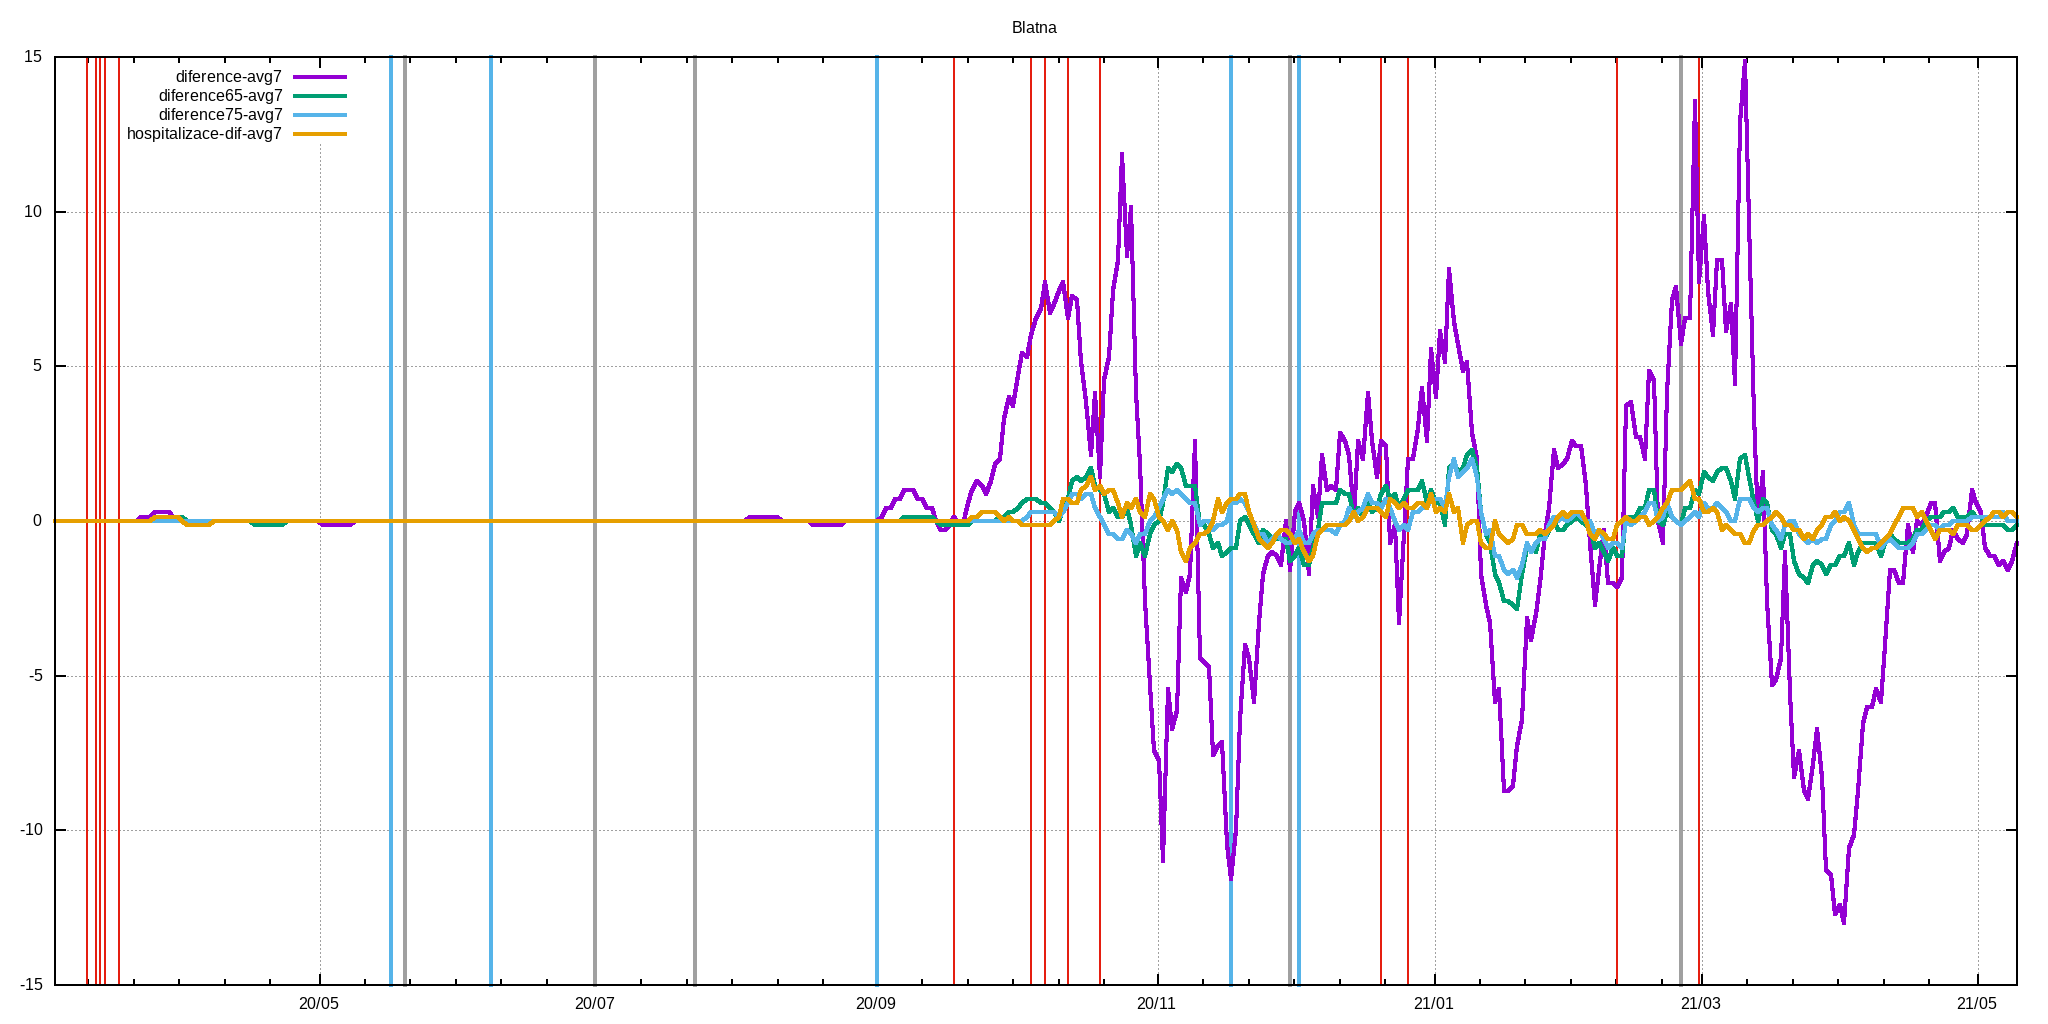 Blatna
15
10
5
0
-5
-10
-15
diference-avg7
diference65-avg7
diference75-avg7
hospitalizace-dif-avg7
20/05
20/07
20/09
20/11
21/01
21/03
21/05